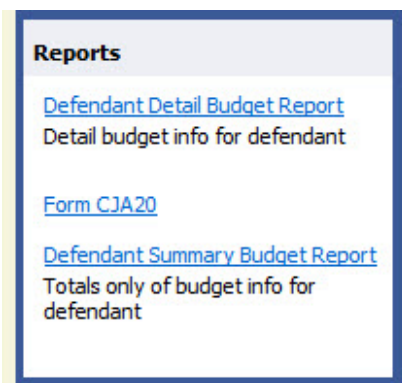 Reports
Defendant Detail Budget Report
Detail budget info for defendant
Form CJA20
Defendant Summary Budget Report
Totals only of budget info for
defendant